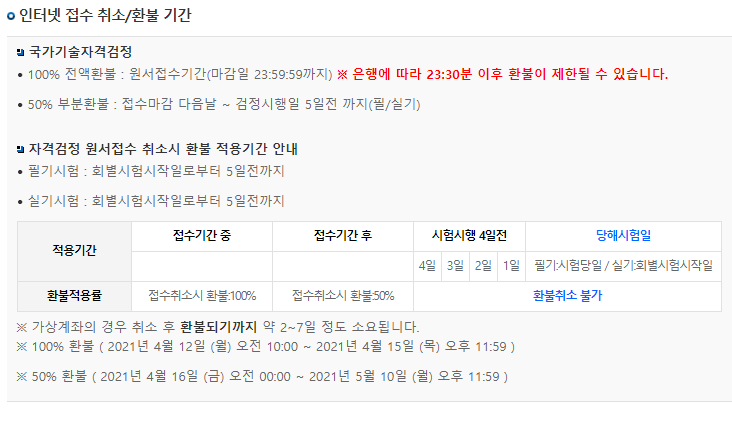 인터넷 접수 취소/환불 기간
국가기술자격검정
• 100% 전액환불 : 원서접수기간(마감일 23:59:59까지) ※ 은행에 따라 23:30분 이후 환불이 제한될 수 있습니다.
• 50% 부분환불 : 접수마감 다음날 ~ 검정시행일 5일전 까지(필/실기)
자격검정 원서접수 취소시 환불 적용기간 안내
• 필기시험 : 회별시험시작일로부터 5일전까지
• 실기시험 : 회별시험시작일로부터 5일전까지
적용기간 접수기간 중 접수기간 후 시험시행 4일전 당해시험일
4일 3일 2일 1일 필기:시험당일 / 실기:회별시험시작일
환불적용률 접수취소시 환불:100% 접수취소시 환불:50% 환불취소 불가
※ 가상계좌의 경우 취소 후 환불되기까지 약 2~7일 정도 소요됩니다.
※ 100% 환불 ( 2021년 4월 12일 (월) 오전 10:00 ~ 2021년 4월 15일 (목) 오후 11:59 )
※ 50% 환불 ( 2021년 4월 16일 (금) 오전 00:00 ~ 2021년 5월 10일 (월) 오후 11:59 )